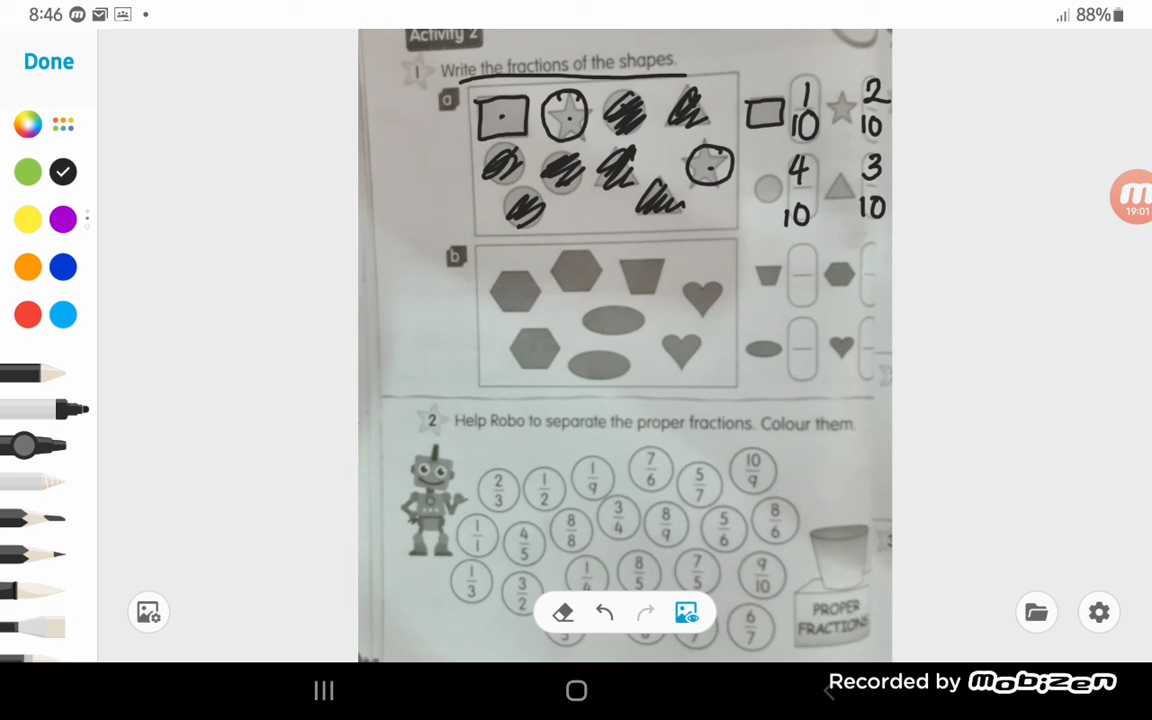 8:46
88%
Done
Activity 2
1 Write the fractions of the shapes.
a
1/10 2/10
4/10 3/10
b
2 Help Robo to separate the proper fractions. Colour them.
2/3 1/2 1/9 7/6 5/7 10/9
1/1 4/5 8/8 3/4 8/9 5/6 8/6
1/3 3/2 8/5 7/5 9/10
6/7
PROPER
FRACTIONS
19:01
Recorded by mobizen